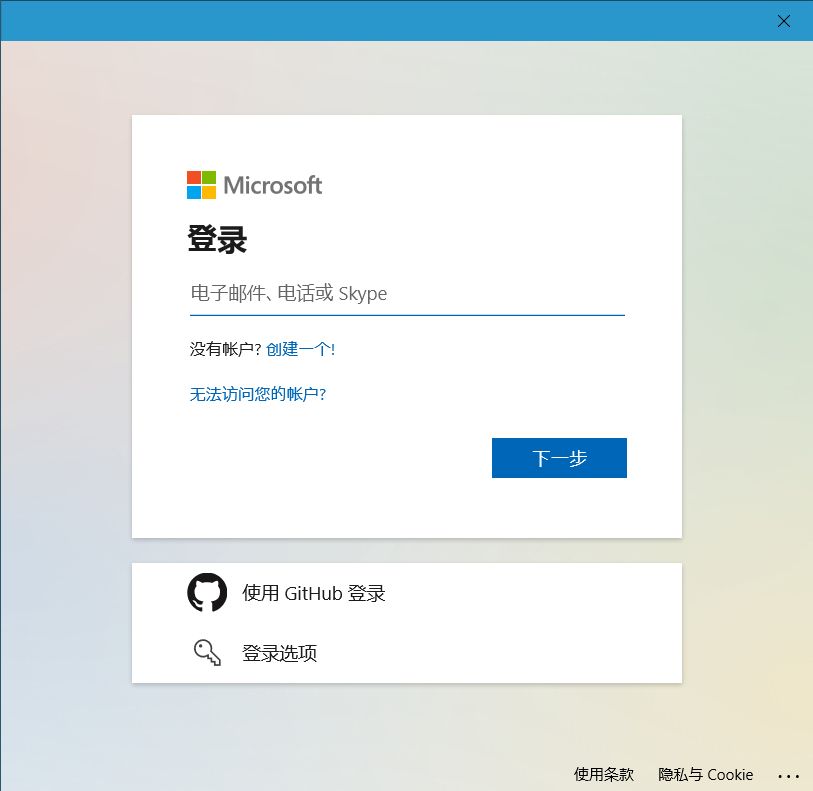 Microsoft
登录
电子邮件、电话或 Skype
没有帐户? 创建一个!
无法访问您的帐户?
下一步
使用 GitHub 登录
登录选项
使用条款 隐私与 Cookie ...